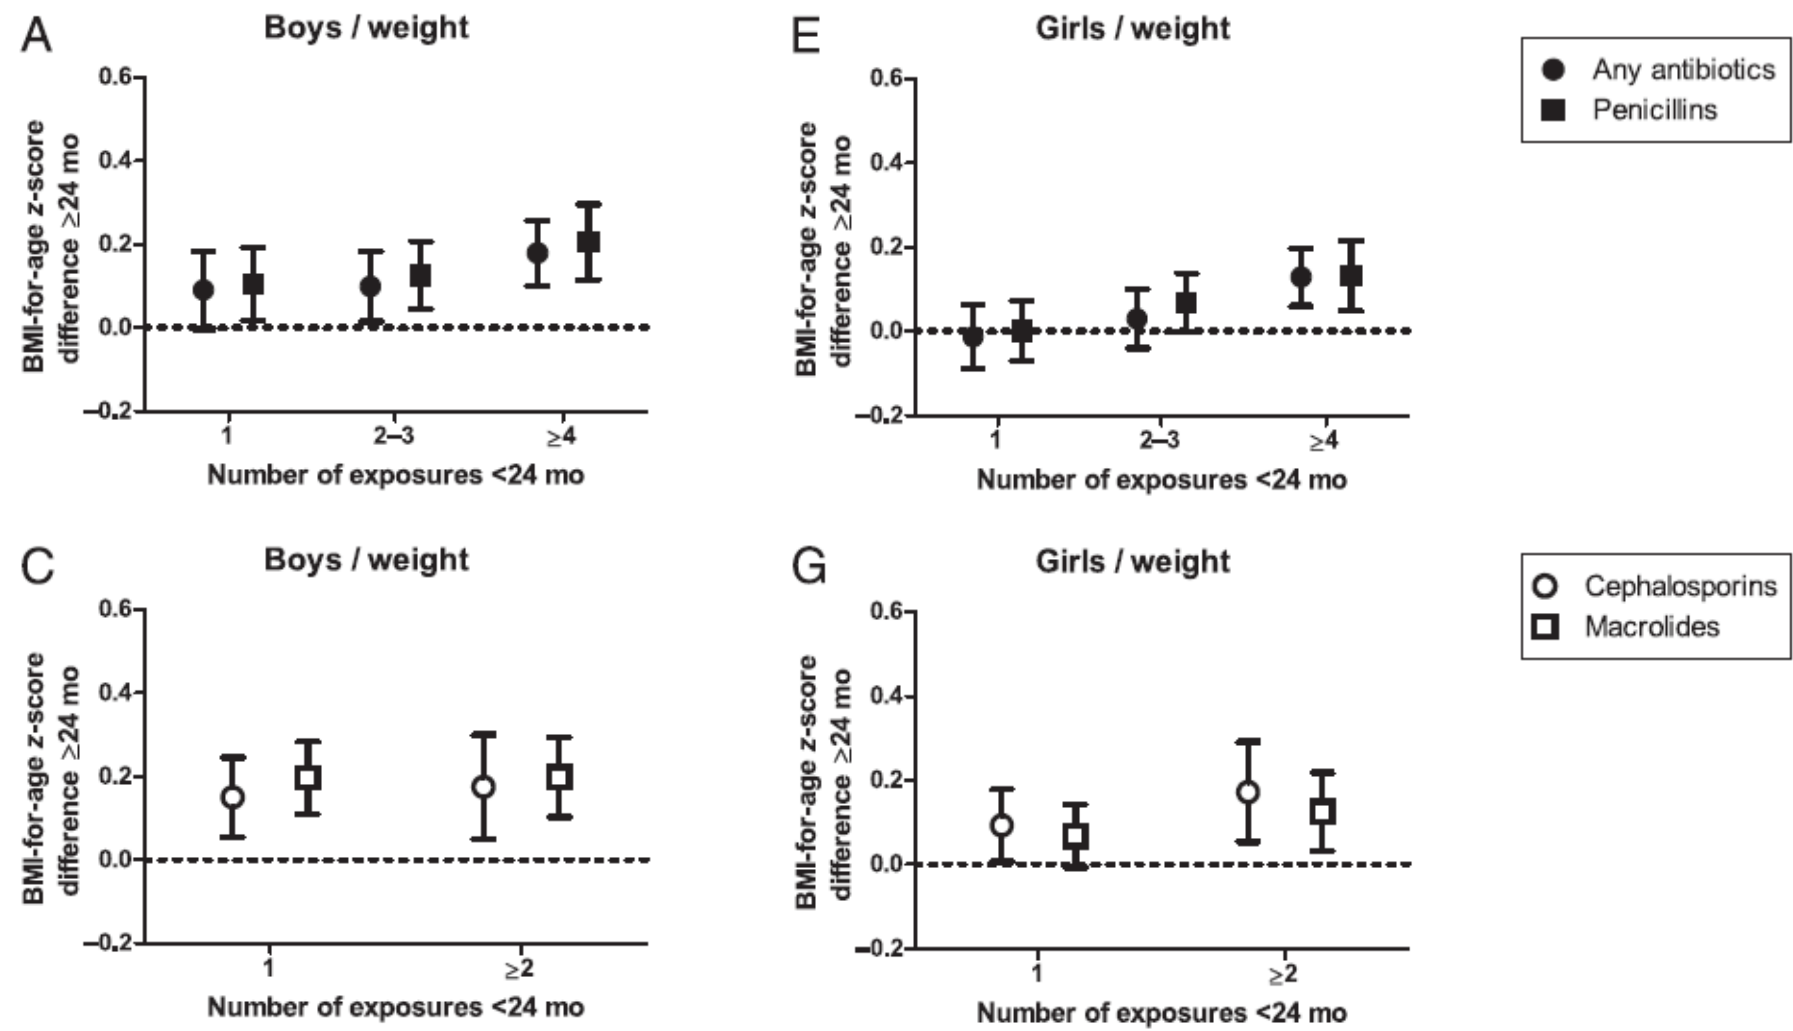 A
Boys / weight
BMI-for-age z-score
difference ≥24 mo
0.6
0.4
0.2
0.0
–0.2
1
2–3
≥4
Number of exposures <24 mo
E
Girls / weight
BMI-for-age z-score
difference ≥24 mo
0.6
0.4
0.2
0.0
–0.2
1
2–3
≥4
Number of exposures <24 mo
Any antibiotics
Penicillins
C
Boys / weight
BMI-for-age z-score
difference ≥24 mo
0.6
0.4
0.2
0.0
–0.2
1
≥2
Number of exposures <24 mo
G
Girls / weight
BMI-for-age z-score
difference ≥24 mo
0.6
0.4
0.2
0.0
–0.2
1
≥2
Number of exposures <24 mo
Cephalosporins
Macrolides